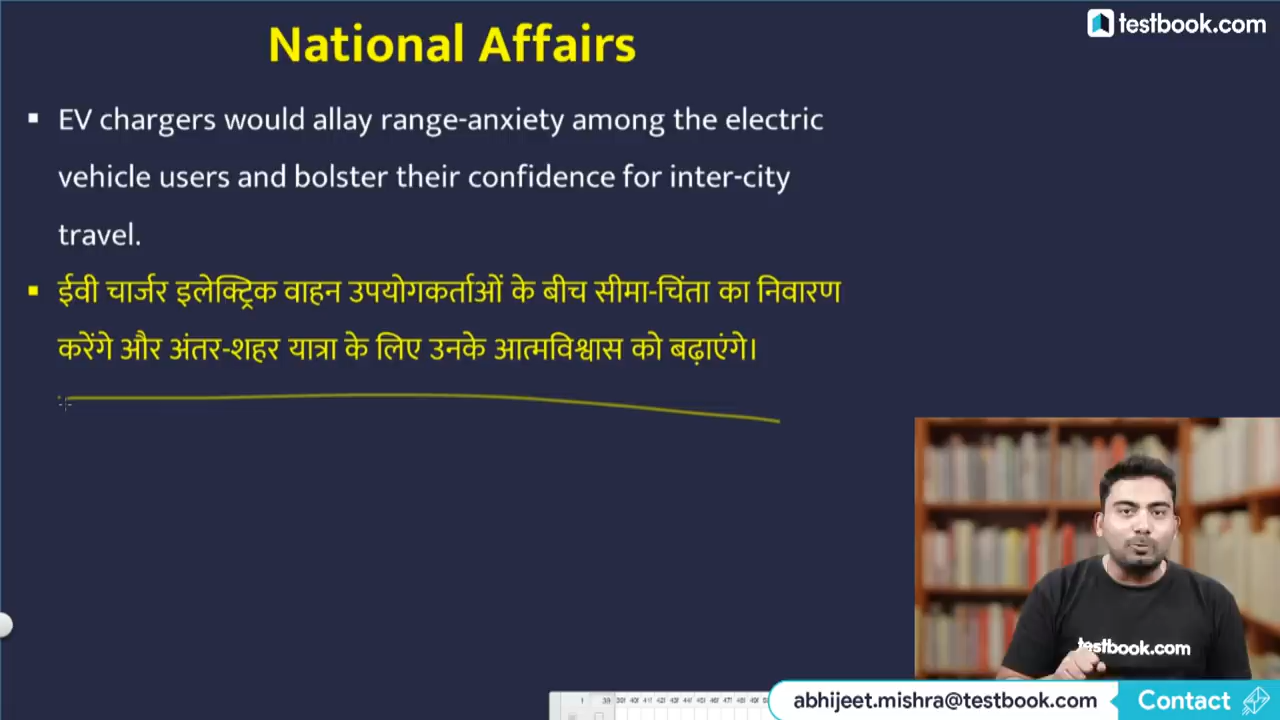 National Affairs
testbook.com
▪ EV chargers would allay range-anxiety among the electric
vehicle users and bolster their confidence for inter-city
travel.
▪ ईवी चार्जर इलेक्ट्रिक वाहन उपयोगकर्ताओं के बीच सीमा-चिंता का निवारण
करेंगे और अंतर-शहर यात्रा के लिए उनके आत्मविश्वास को बढ़ाएंगे।
testbook.com
abhijeet.mishra@testbook.com Contact